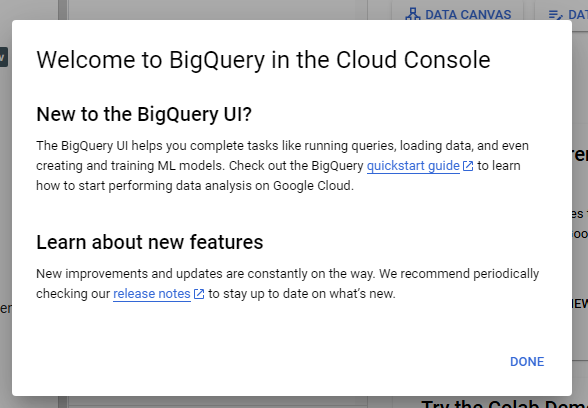 DATA CANVAS
Welcome to BigQuery in the Cloud Console
New to the BigQuery UI?
The BigQuery UI helps you complete tasks like running queries, loading data, and even
creating and training ML models. Check out the BigQuery quickstart guide to learn
how to start performing data analysis on Google Cloud.
Learn about new features
New improvements and updates are constantly on the way. We recommend periodically
checking our release notes to stay up to date on what’s new.
DONE
Try the Colab